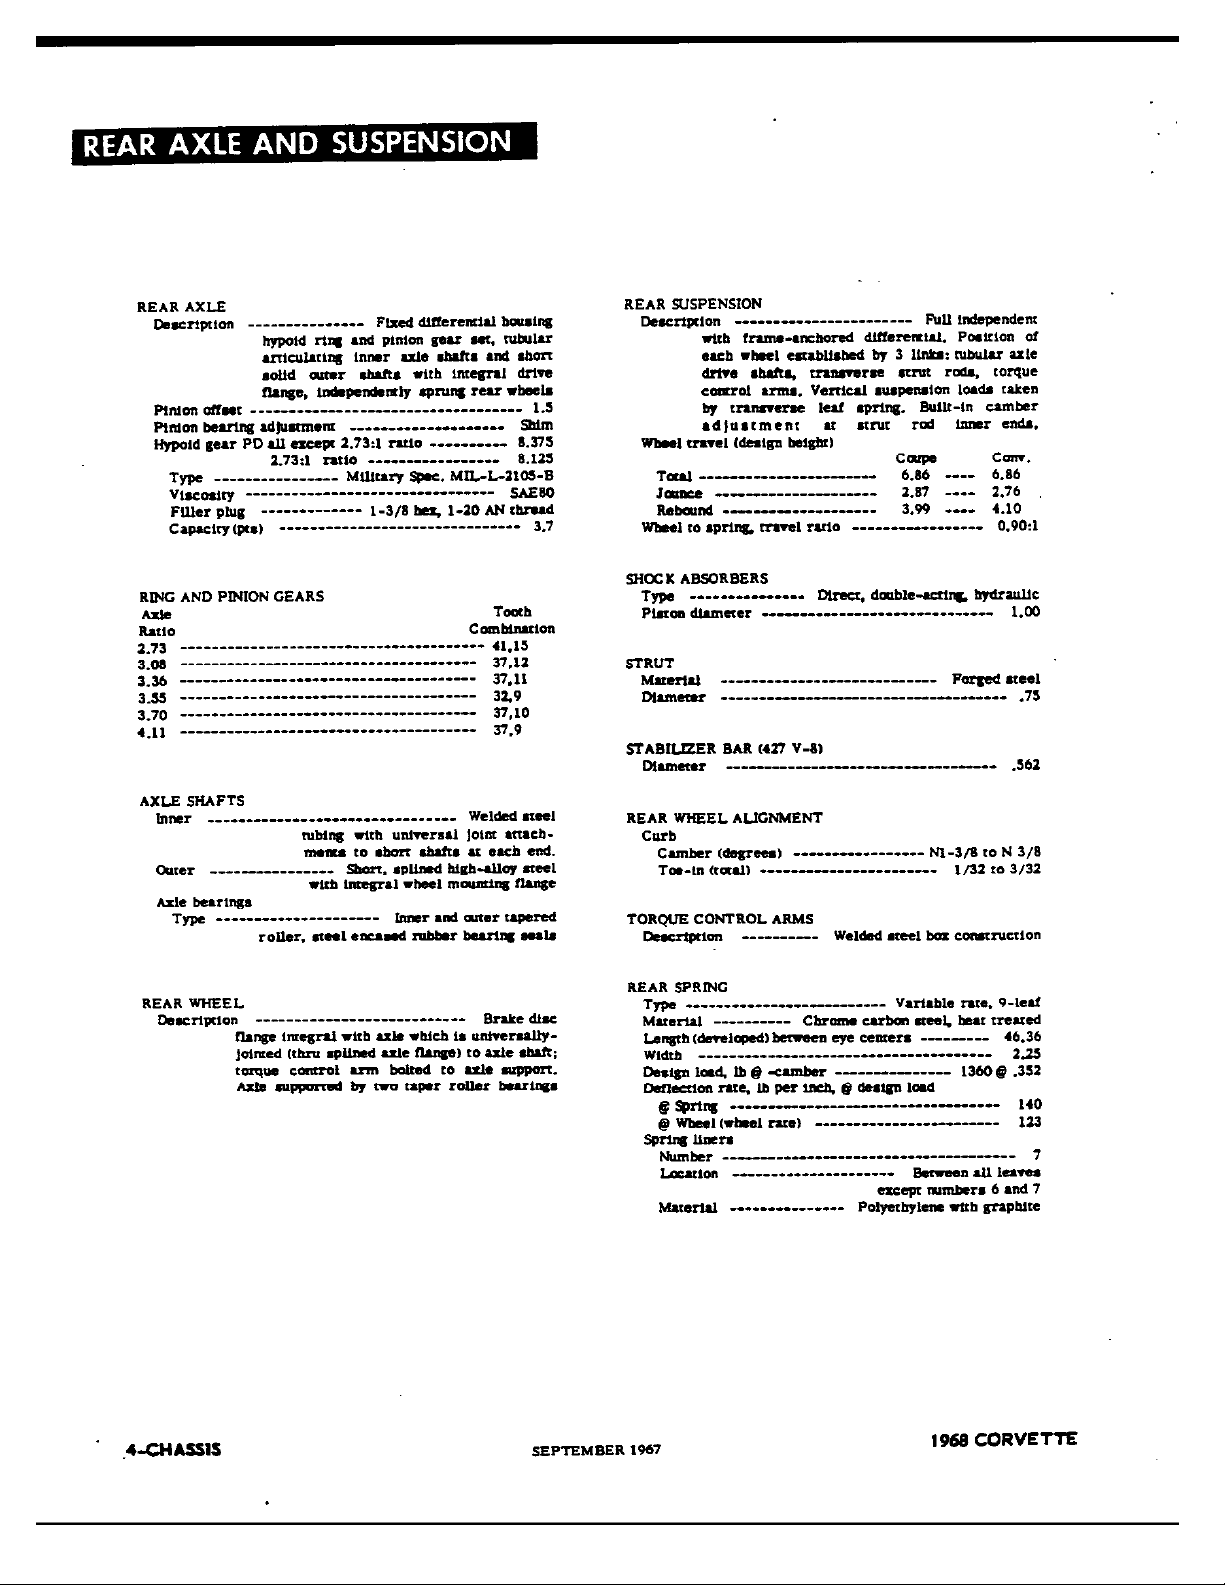 REAR AXLE AND SUSPENSION
REAR AXLE
Description --------------- Fixed differential housing
hypoid ring and pinion gear set, tubular
articulating inner axle shafts and short
solid outer shafts with integral drive
flange, independently sprung rear wheels
Pinion offset ----------------------------------- 1.5
Pinion bearing adjustment -------------------- Shim
Hypoid gear PD all except 2.73:1 ratio ---------- 8.375
2.73:1 ratio ----------------- 8.125
Type ---------------- Military Spec. MIL-L-2105-B
Viscosity -------------------------------- SAE80
Filler plug ------------- 1-3/8 hex, 1-20 AN thread
Capacity (pts) ------------------------------- 3.7
RING AND PINION GEARS
Axle Tooth
Ratio Combination
2.73 --------------------------------------- 41,15
3.08 -------------------------------------- 37,12
3.36 -------------------------------------- 37,11
3.55 -------------------------------------- 32,9
3.70 -------------------------------------- 37,10
4.11 -------------------------------------- 37,9
AXLE SHAFTS
Inner -------------------------------- Welded steel
tubing with universal joint attach-
ments to short shafts at each end.
Outer ---------------- Short, splined high-alloy steel
with integral wheel mounting flange
Axle bearings
Type --------------------- Inner and outer tapered
roller, steel encased rubber bearing seals
REAR WHEEL
Description --------------------------- Brake disc
flange integral with axle which is universally-
jointed (thru splined axle flange) to axle shaft;
torque control arm bolted to axle support.
Axle supported by two taper roller bearings
REAR SUSPENSION
Description ----------------------- Full independent
with frame-anchored differential. Position of
each wheel established by 3 links: tubular axle
drive shafts, transverse strut rods, torque
control arms. Vertical suspension loads taken
by transverse leaf spring. Built-in camber
adjustment at strut rod inner ends.
Wheel travel (design height)
Coupe Conv.
Total ----------------------- 6.86 ---- 6.86
Jounce --------------------- 2.87 ---- 2.76
Rebound -------------------- 3.99 ---- 4.10
Wheel to spring, travel ratio ----------------- 0.90:1
SHOCK ABSORBERS
Type --------------- Direct, double-acting, hydraulic
Piston diameter ------------------------------ 1.00
STRUT
Material ---------------------------- Forged steel
Diameter ------------------------------------- .75
STABILIZER BAR (427 V-8)
Diameter ----------------------------------- .562
REAR WHEEL ALIGNMENT
Curb
Camber (degrees) ----------------- N1-3/8 to N 3/8
Toe-in (total) ----------------------- 1/32 to 3/32
TORQUE CONTROL ARMS
Description ---------- Welded steel box construction
REAR SPRING
Type -------------------------- Variable rate, 9-leaf
Material ---------- Chrome carbon steel, heat treated
Length (developed) between eye centers --------- 46.36
Width -------------------------------------- 2.25
Design load, lb @ -camber --------------- 1360 @ .352
Deflection rate, lb per inch, @ design load
@ Spring ----------------------------------- 140
@ Wheel (wheel rate) ------------------------ 123
Spring liners
Number -------------------------------------- 7
Location --------------------- Between all leaves
except numbers 6 and 7
Material --------------- Polyethylene with graphite
4-CHASSIS
SEPTEMBER 1967
1968 CORVETTE